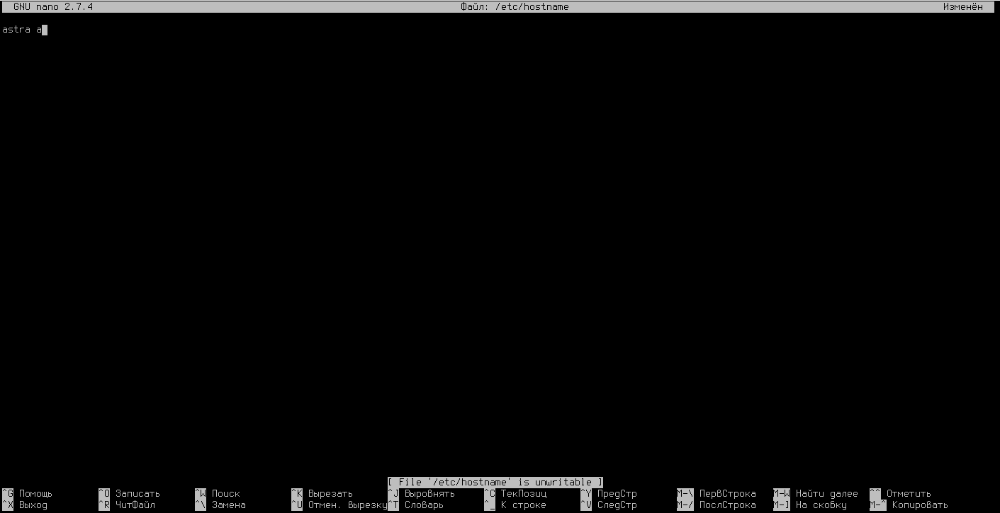 GNU nano 2.7.4 Файл: /etc/hostname Изменён
astra a
[ File '/etc/hostname' is unwritable ]
^G Помощь ^O Записать ^W Поиск ^K Вырезать ^J Выровнять ^C ТекПозиц ^Y ПредСтр M-\ ПервСтрока M-W Найти далее ^^ Отметить
^X Выход ^R ЧитФайл ^\ Замена ^U Отмен. вырезку ^T Словарь ^_ К строке ^V СледСтр M-/ ПослСтрока M-] На скобку M-^ Копировать